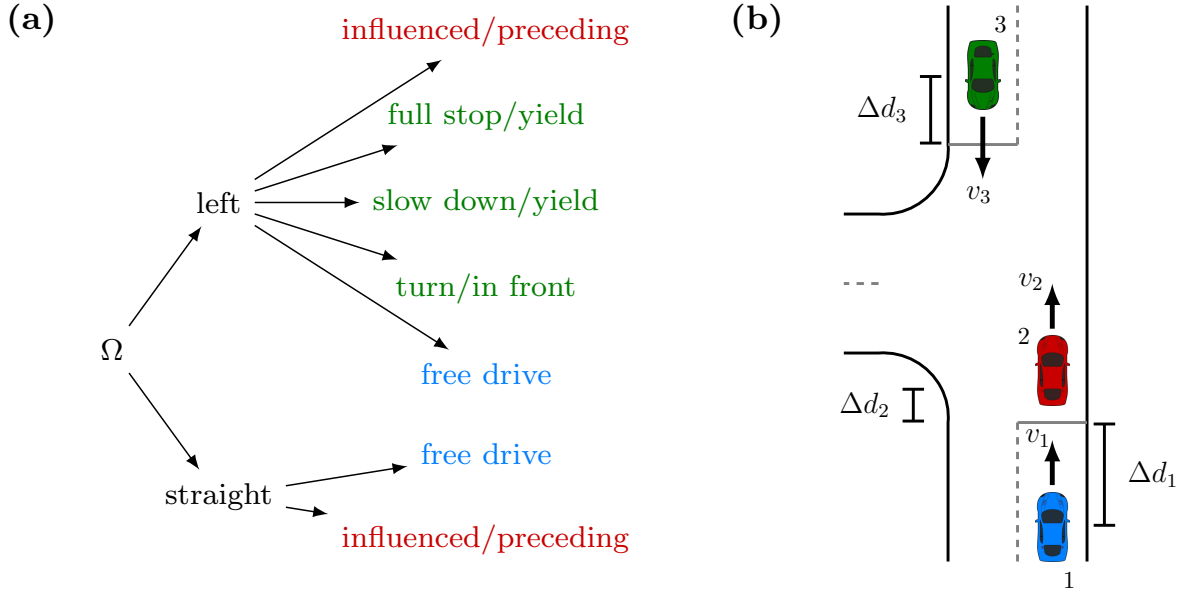 (a)
influenced/preceding
full stop/yield
left
slow down/yield
turn/in front
Ω
free drive
free drive
straight
influenced/preceding
(b)
3
Δd₃
v₃
v₂
2
Δd₂
v₁
Δd₁
1